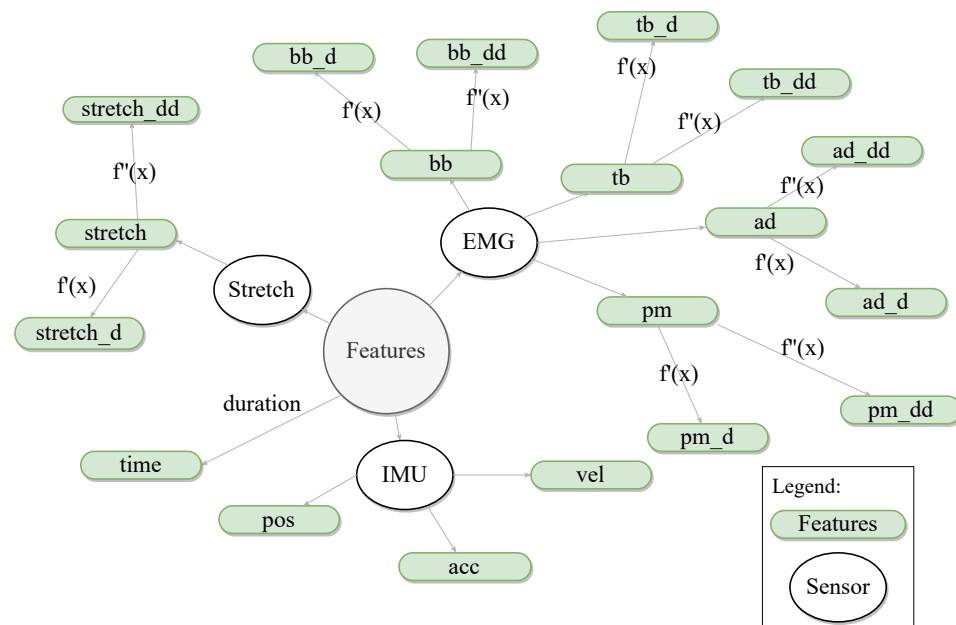 tb_d
bb_d
bb_dd
f'(x)
tb_dd
stretch_dd
f'(x)
f''(x)
f''(x)
ad_dd
f''(x)
bb
tb
f''(x)
ad
stretch
EMG
f'(x)
f'(x)
Stretch
ad_d
pm
stretch_d
Features
f''(x)
f'(x)
duration
pm_dd
pm_d
time
IMU
vel
Legend:
pos
Features
acc
Sensor